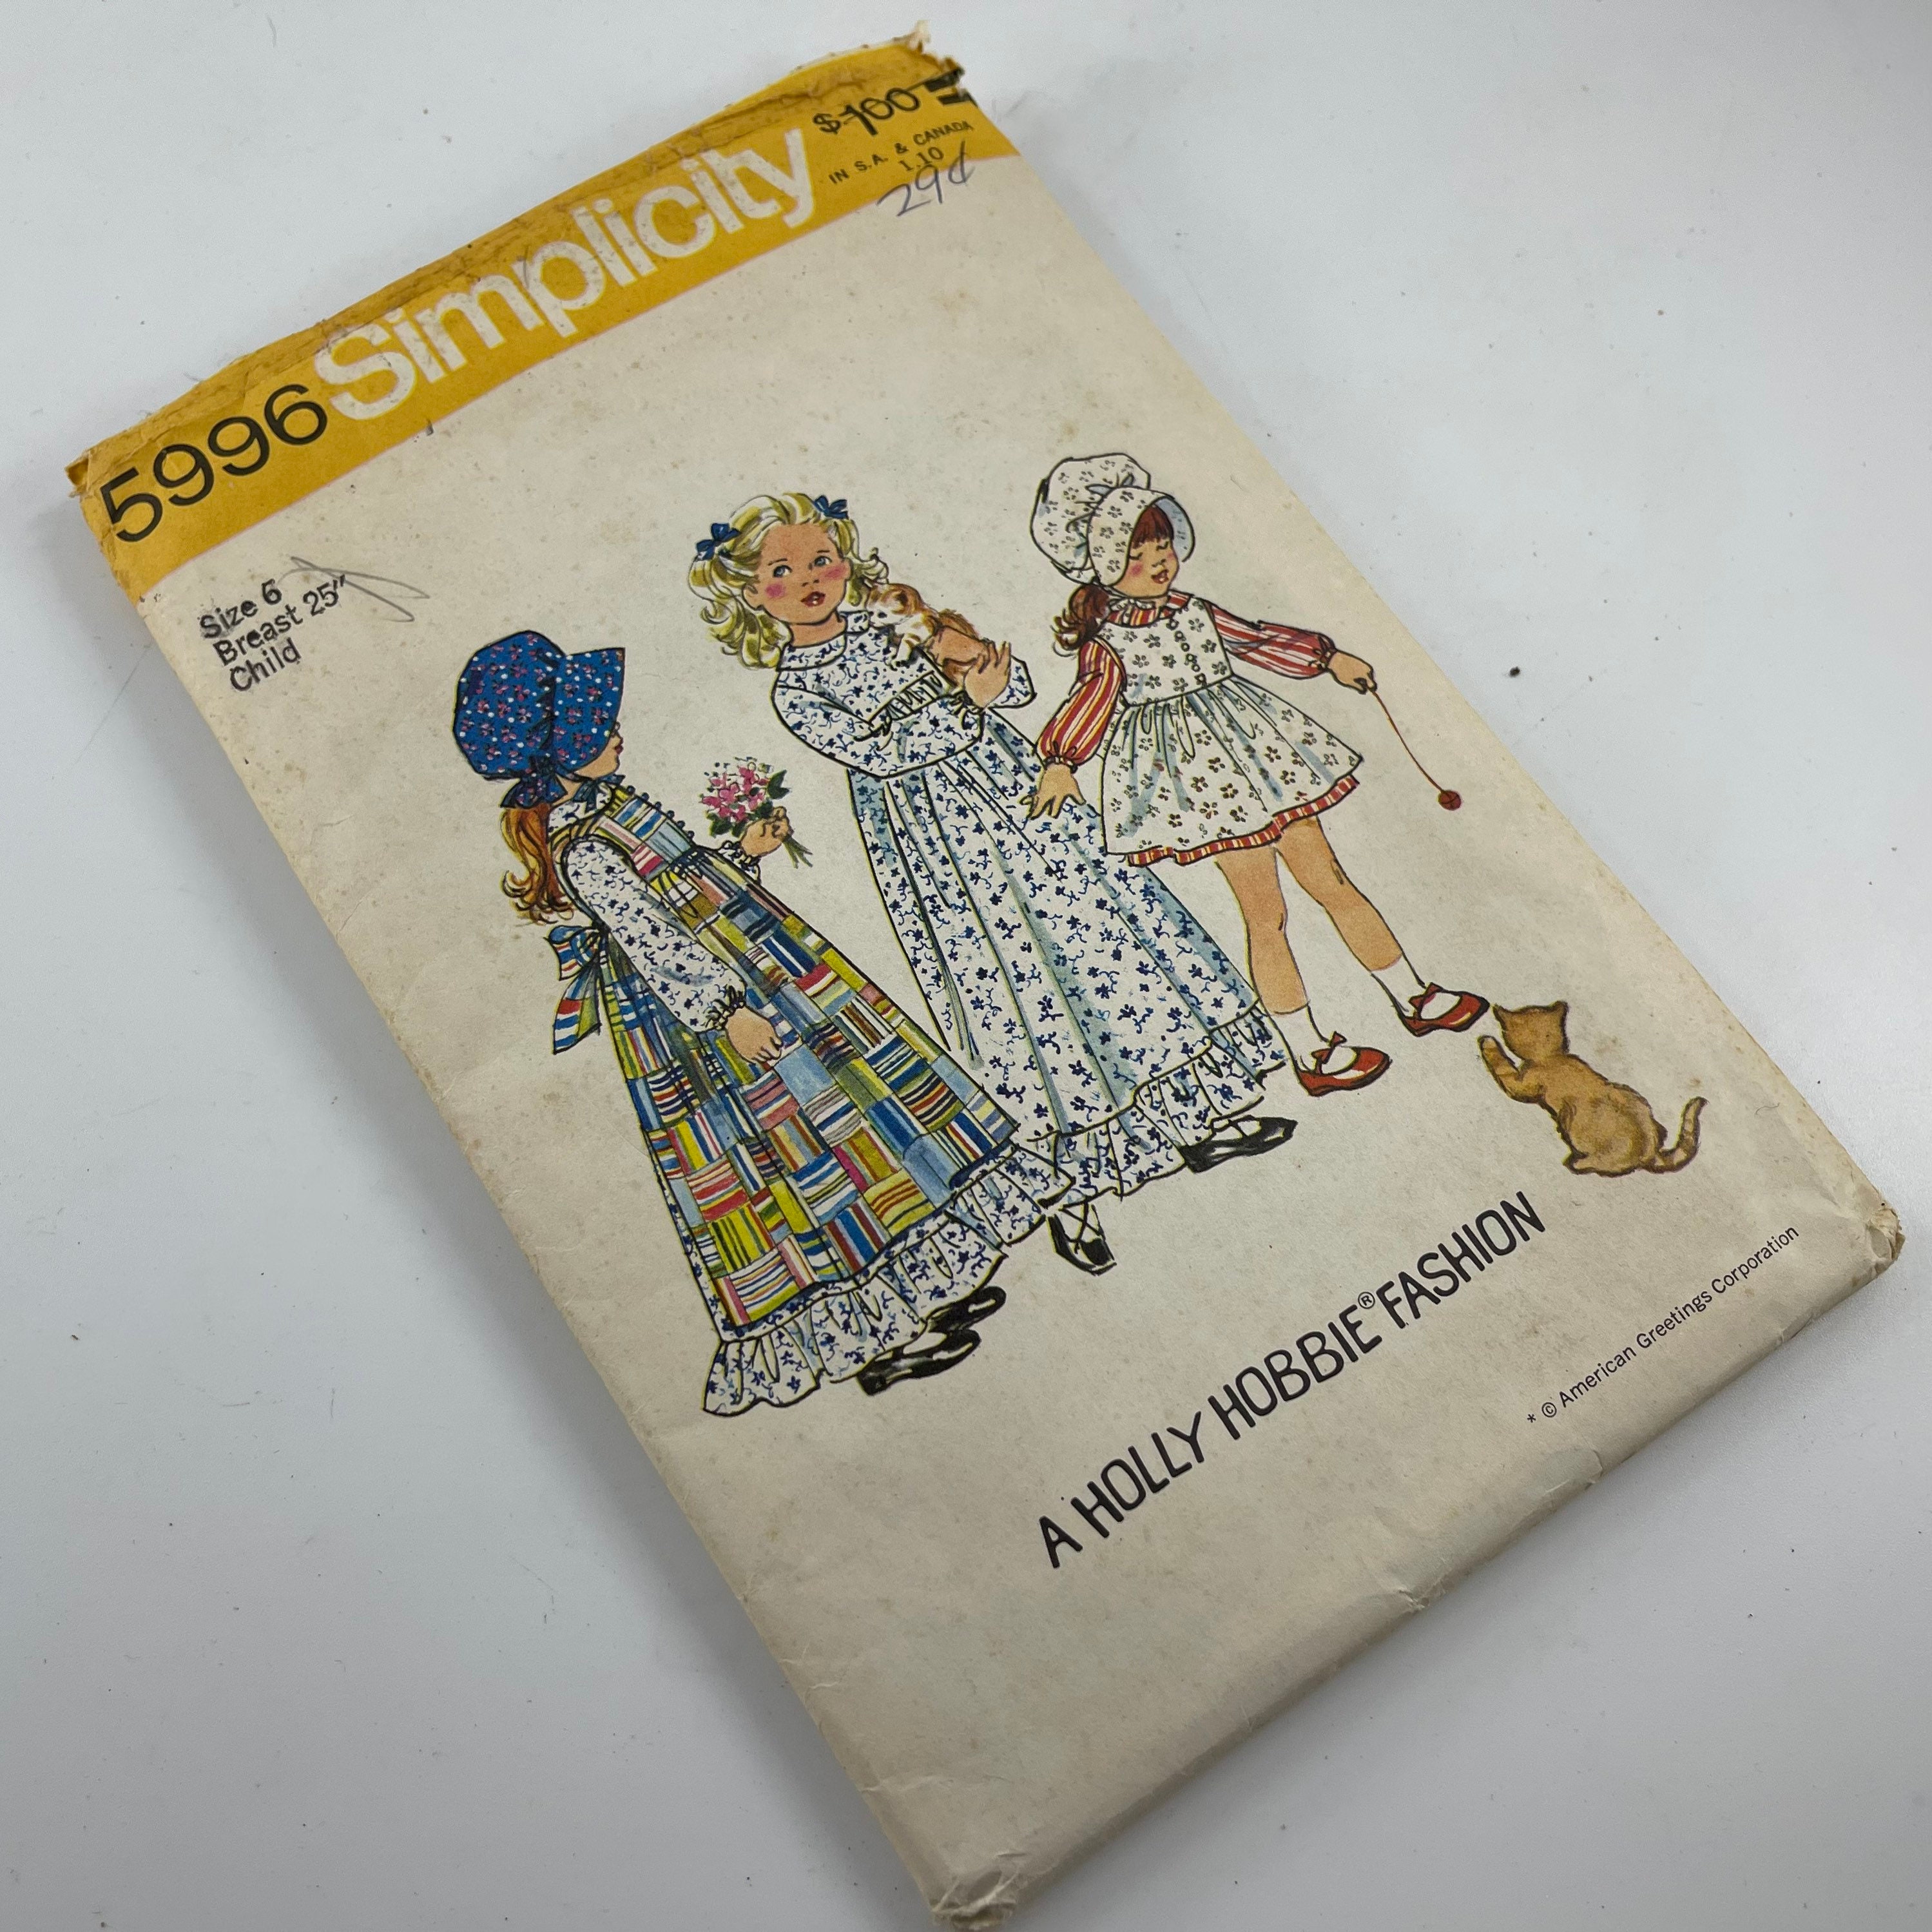 5996 Simplicity
$1.00
IN S.A. & CANADA
1.10
29¢
Size 6
Breast 25"
Child
A HOLLY HOBBIE® FASHION
* © American Greetings Corporation